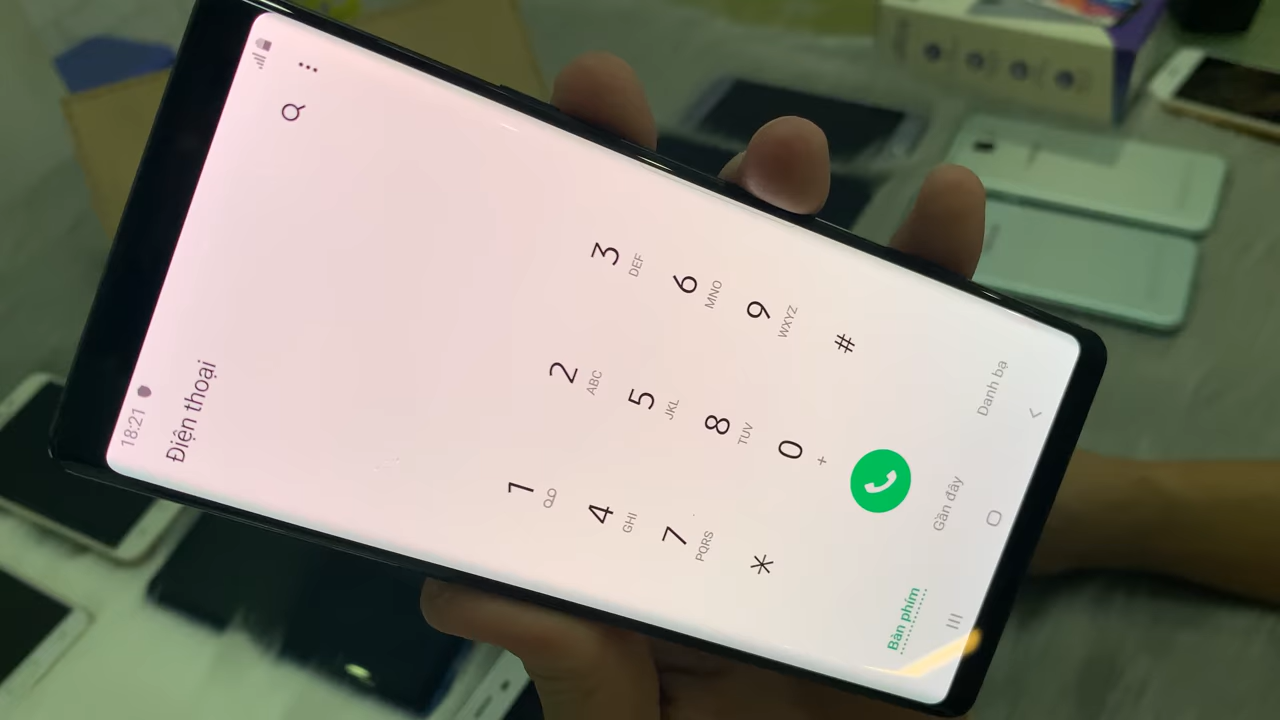 18:21
Điện thoại
1
2 ABC
3 DEF
4 GHI
5 JKL
6 MNO
7 PQRS
8 TUV
9 WXYZ
*
0 +
#
Bàn phím
Gần đây
Danh bạ